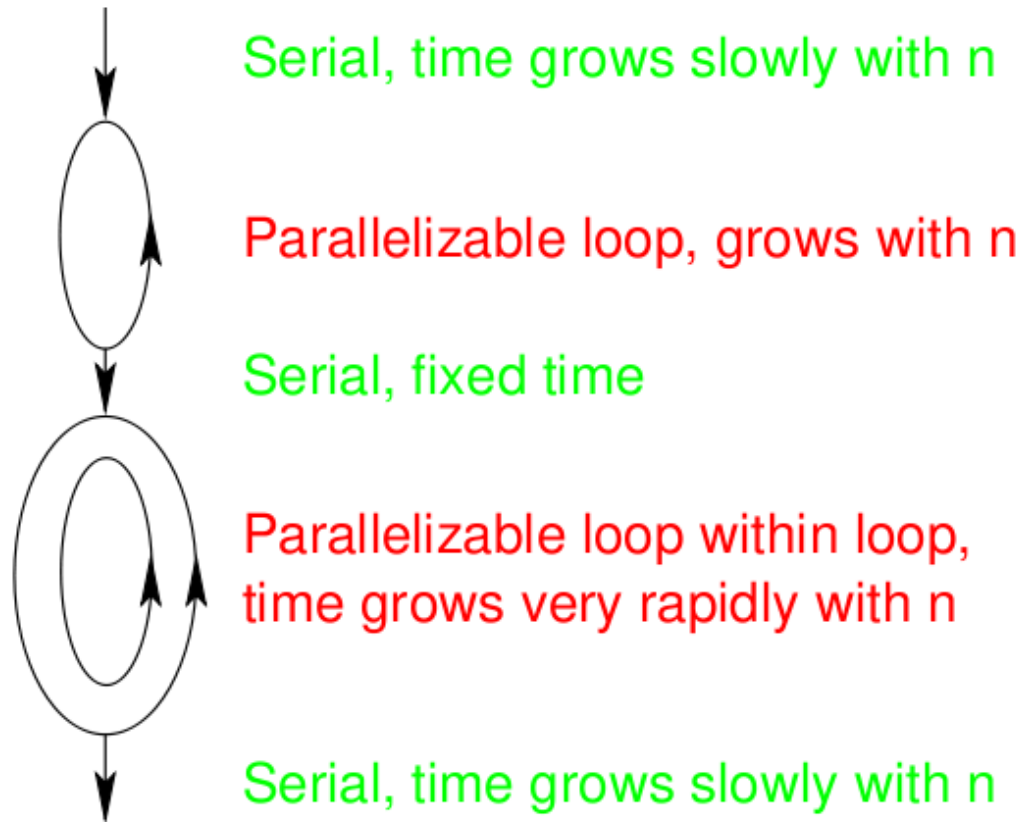 Serial, time grows slowly with n
Parallelizable loop, grows with n
Serial, fixed time
Parallelizable loop within loop,
time grows very rapidly with n
Serial, time grows slowly with n